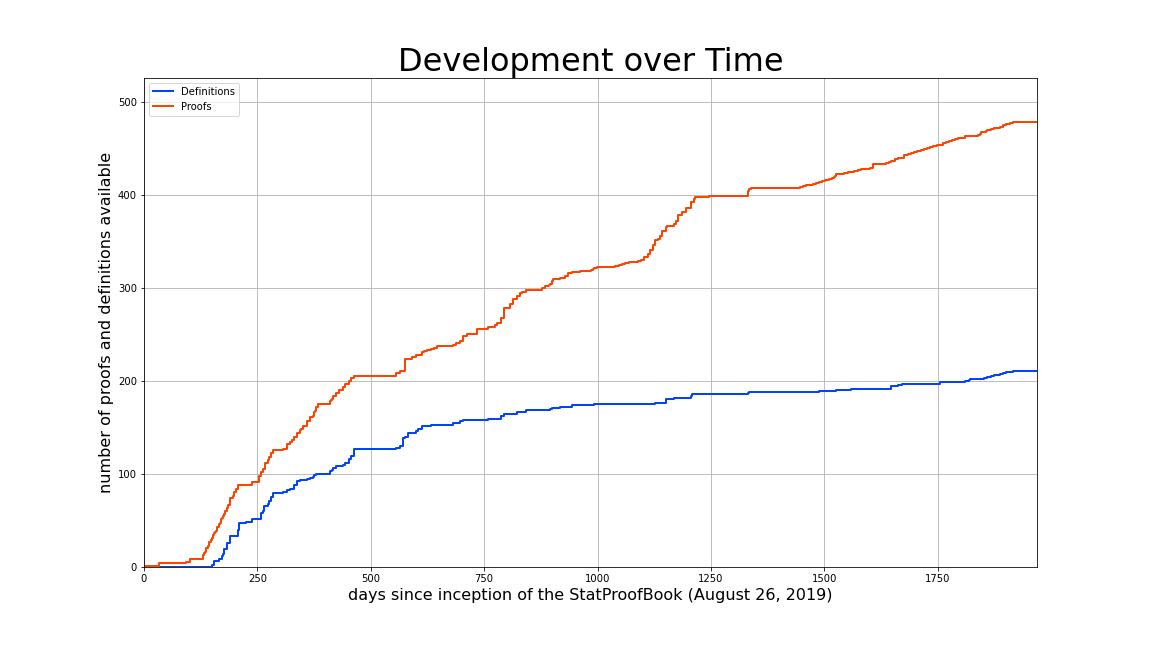 Development over Time
Definitions
Proofs
number of proofs and definitions available
500
400
300
200
100
0
0 250 500 750 1000 1250 1500 1750
days since inception of the StatProofBook (August 26, 2019)